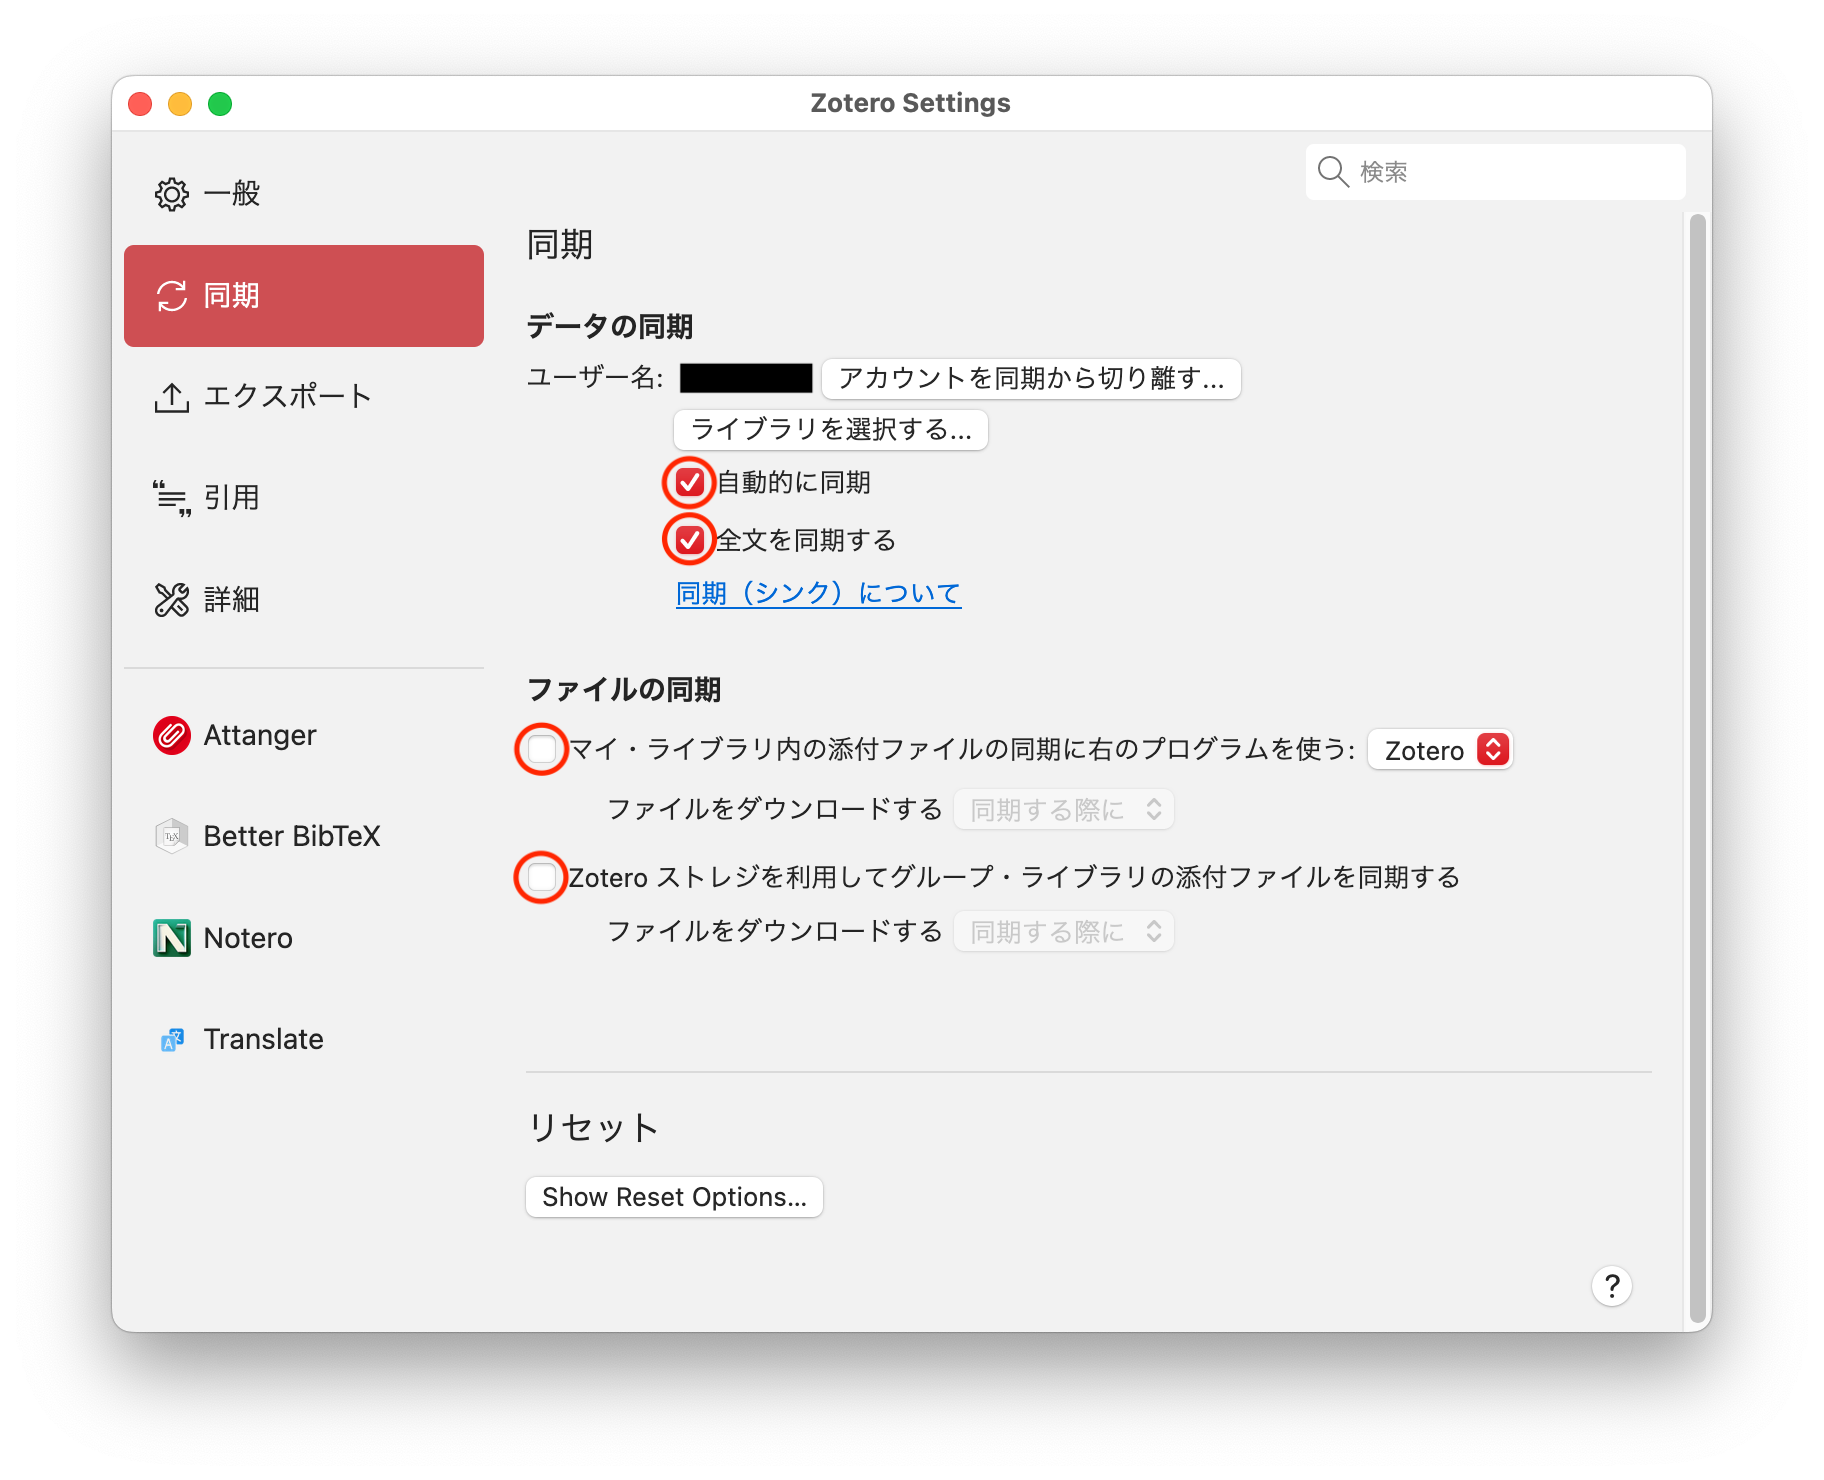 Zotero Settings
検索
一般
同期
エクスポート
引用
詳細
Attanger
Better BibTeX
Notero
Translate
同期
データの同期
ユーザー名: アカウントを同期から切り離す...
ライブラリを選択する...
自動的に同期
全文を同期する
同期（シンク）について
ファイルの同期
マイ・ライブラリ内の添付ファイルの同期に右のプログラムを使う: Zotero
ファイルをダウンロードする 同期する際に
Zotero ストレジを利用してグループ・ライブラリの添付ファイルを同期する
ファイルをダウンロードする 同期する際に
リセット
Show Reset Options...
?